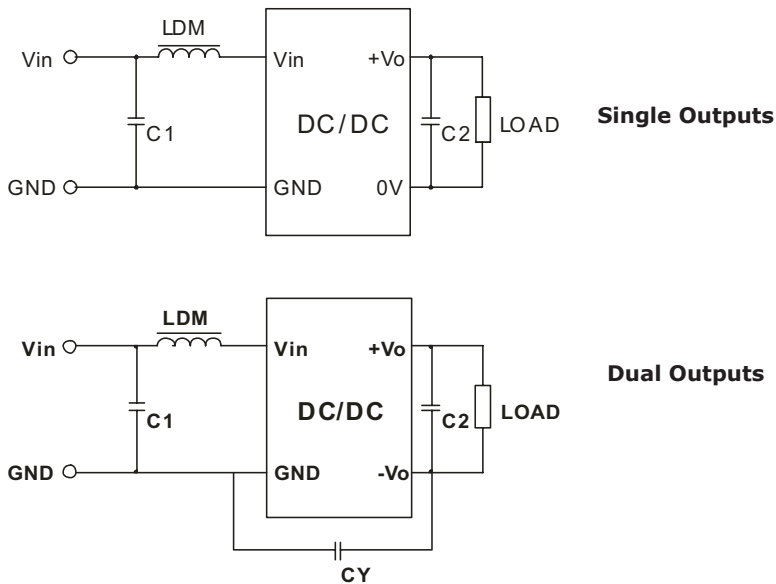 LDM
Vin
Vin
+Vo
C1
DC/DC
C2
LOAD
Single Outputs
GND
GND
0V
LDM
Vin
Vin
+Vo
Dual Outputs
C1
DC/DC
C2
LOAD
GND
GND
-Vo
CY